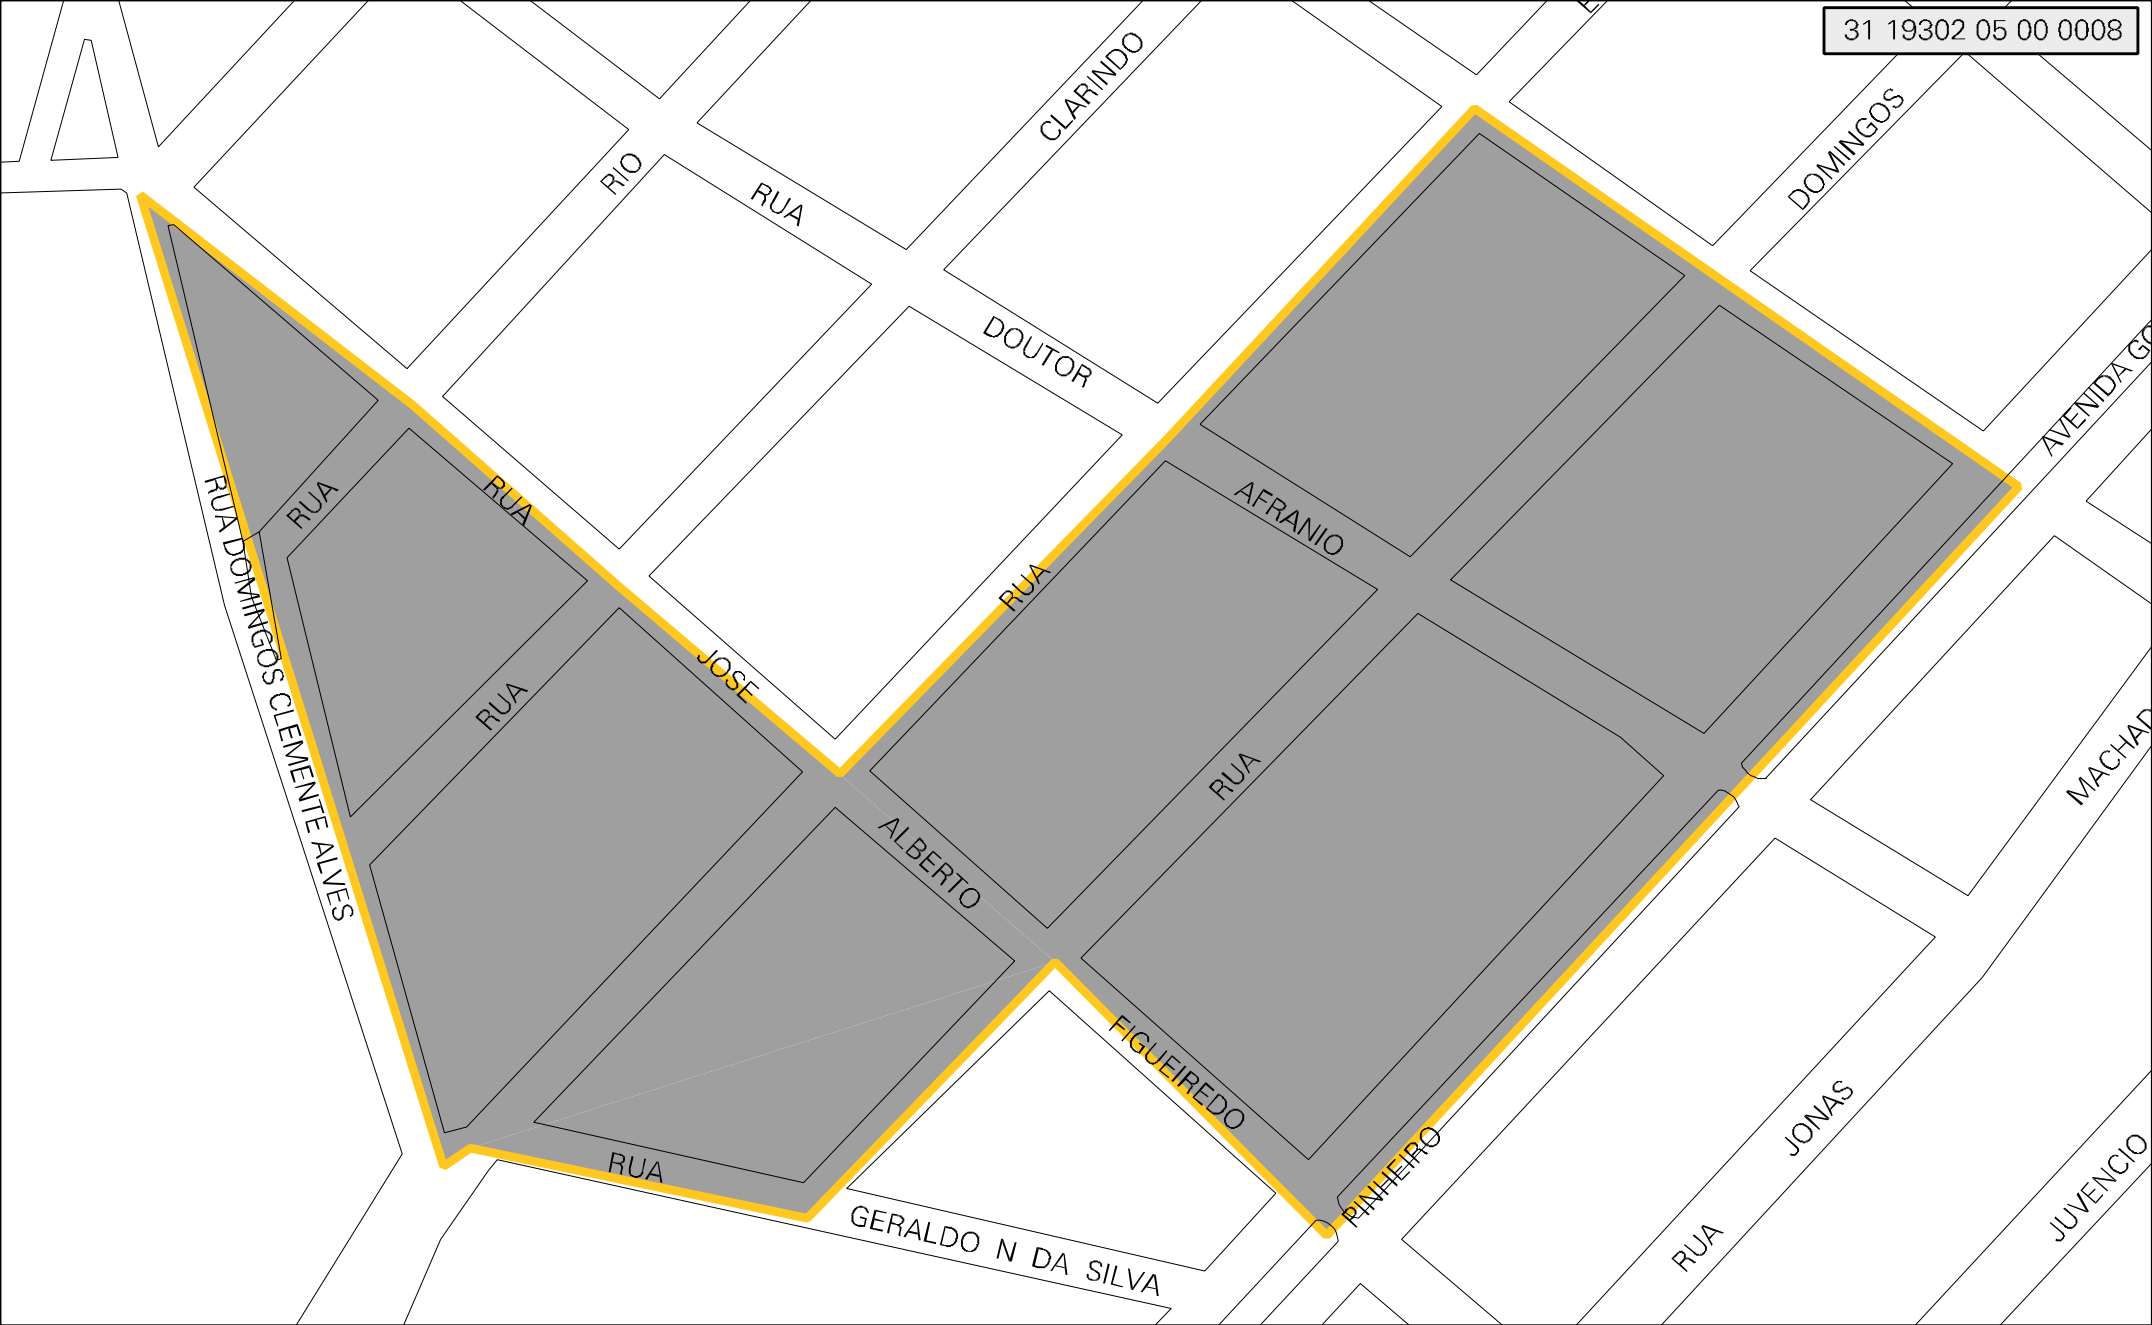 31 19302 05 00 0008
CLARINDO
DOMINGOS
RIO
RUA
DOUTOR
AVENIDA GO
AFRANIO
RUA
RUA
RUA
RUA DOMINGOS CLEMENTE ALVES
JOSE
RUA
RUA
MACHAD
ALBERTO
FIGUEIREDO
PINHEIRO
JONAS
RUA
JUVENCIO
RUA
GERALDO N DA SILVA